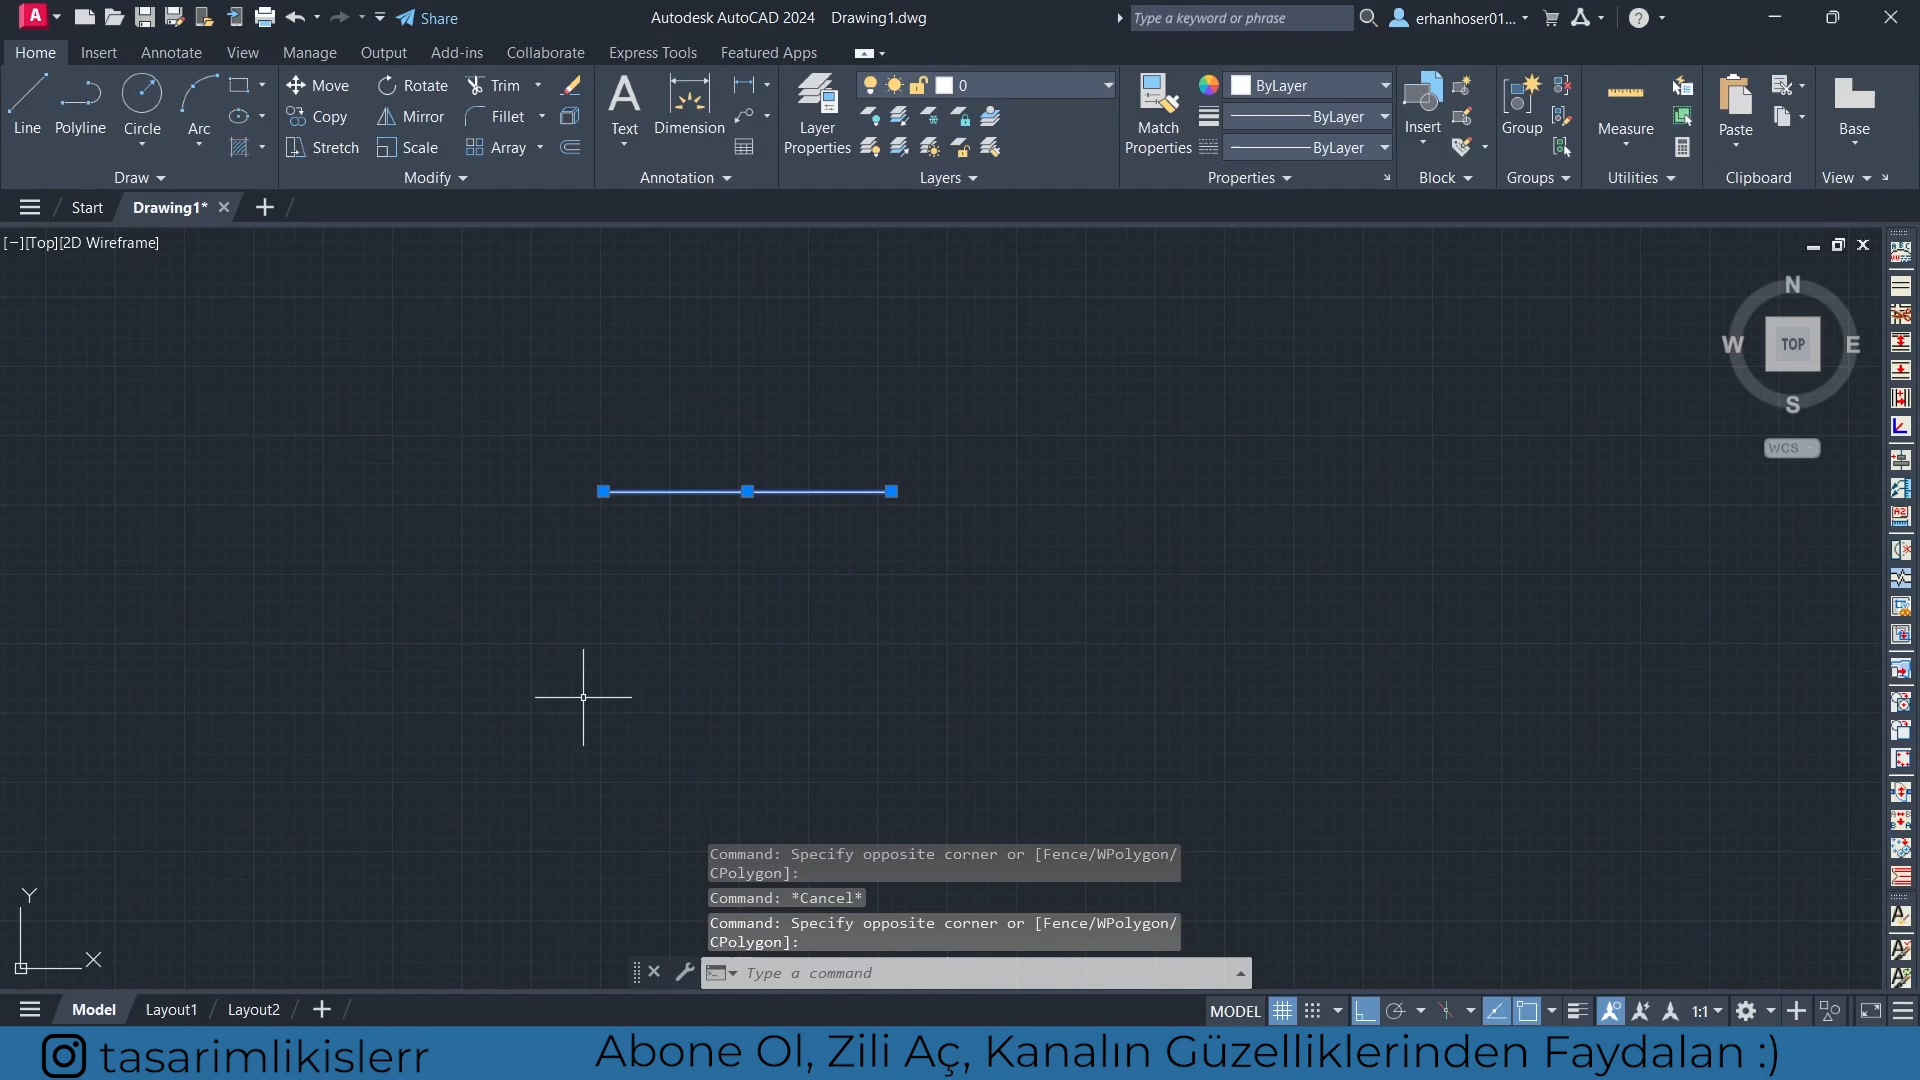 Share
Autodesk AutoCAD 2024 Drawing1.dwg
Type a keyword or phrase
erhanhoser01...
Home Insert Annotate View Manage Output Add-ins Collaborate Express Tools Featured Apps
Line Polyline Circle Arc
Move Rotate Trim
Copy Mirror Fillet
Stretch Scale Array
Text Dimension
Layer Properties
0
Match Properties
ByLayer
ByLayer
ByLayer
Insert Group Measure Paste Base
Draw Modify Annotation Layers Properties Block Groups Utilities Clipboard View
Start Drawing1*
[−][Top][2D Wireframe]
N
W TOP E
S
WCS
Command: Specify opposite corner or [Fence/WPolygon/
CPolygon]:
Command: *Cancel*
Command: Specify opposite corner or [Fence/WPolygon/
CPolygon]:
Y
X
Type a command
Model Layout1 Layout2
MODEL 1:1
tasarimlikislerr
Abone Ol, Zili Aç, Kanalın Güzelliklerinden Faydalan :)